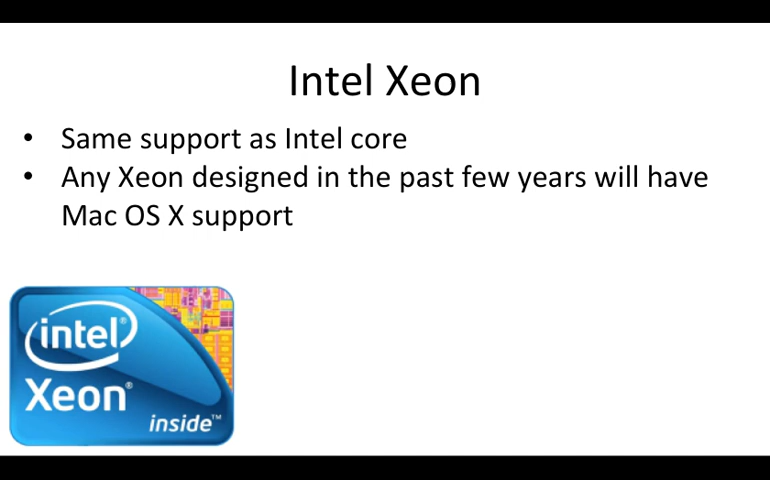 Intel Xeon
• Same support as Intel core
• Any Xeon designed in the past few years will have
Mac OS X support
intel®
Xeon®
inside™